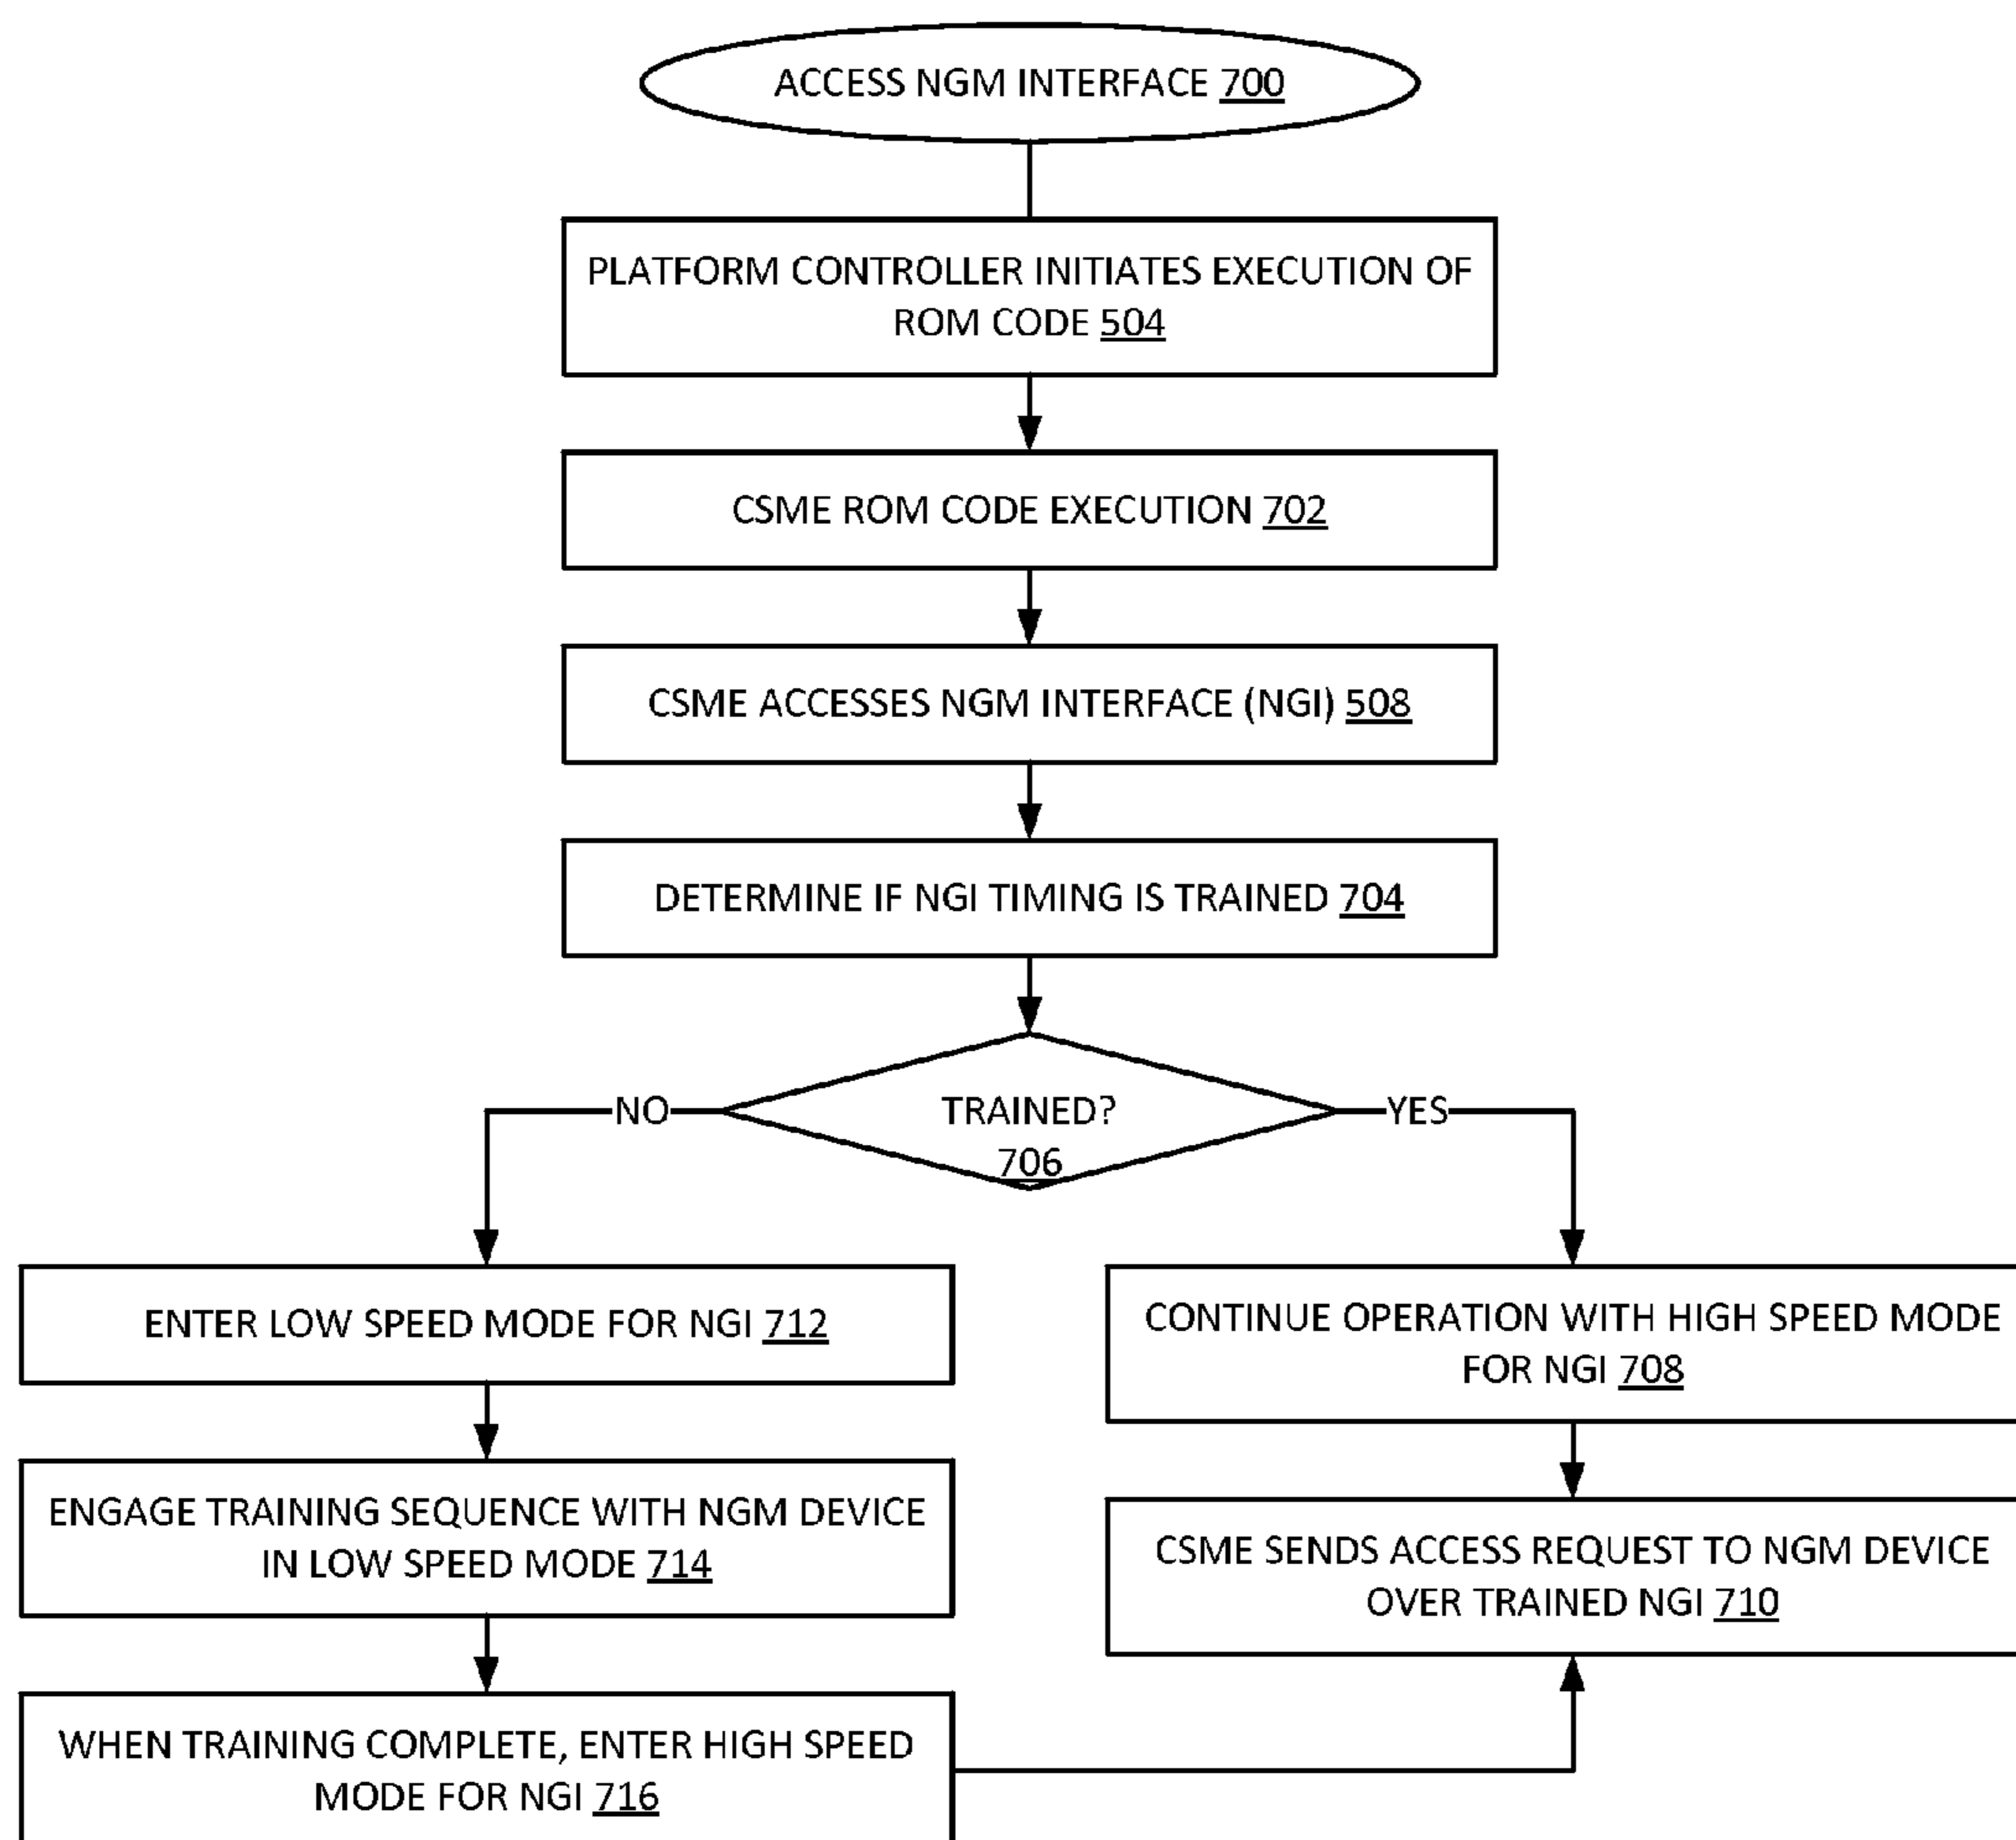 ACCESS NGM INTERFACE 700
PLATFORM CONTROLLER INITIATES EXECUTION OF
ROM CODE 504
CSME ROM CODE EXECUTION 702
CSME ACCESSES NGM INTERFACE (NGI) 508
DETERMINE IF NGI TIMING IS TRAINED 704
NO
TRAINED?
706
YES
ENTER LOW SPEED MODE FOR NGI 712
ENGAGE TRAINING SEQUENCE WITH NGM DEVICE
IN LOW SPEED MODE 714
WHEN TRAINING COMPLETE, ENTER HIGH SPEED
MODE FOR NGI 716
CONTINUE OPERATION WITH HIGH SPEED MODE
FOR NGI 708
CSME SENDS ACCESS REQUEST TO NGM DEVICE
OVER TRAINED NGI 710